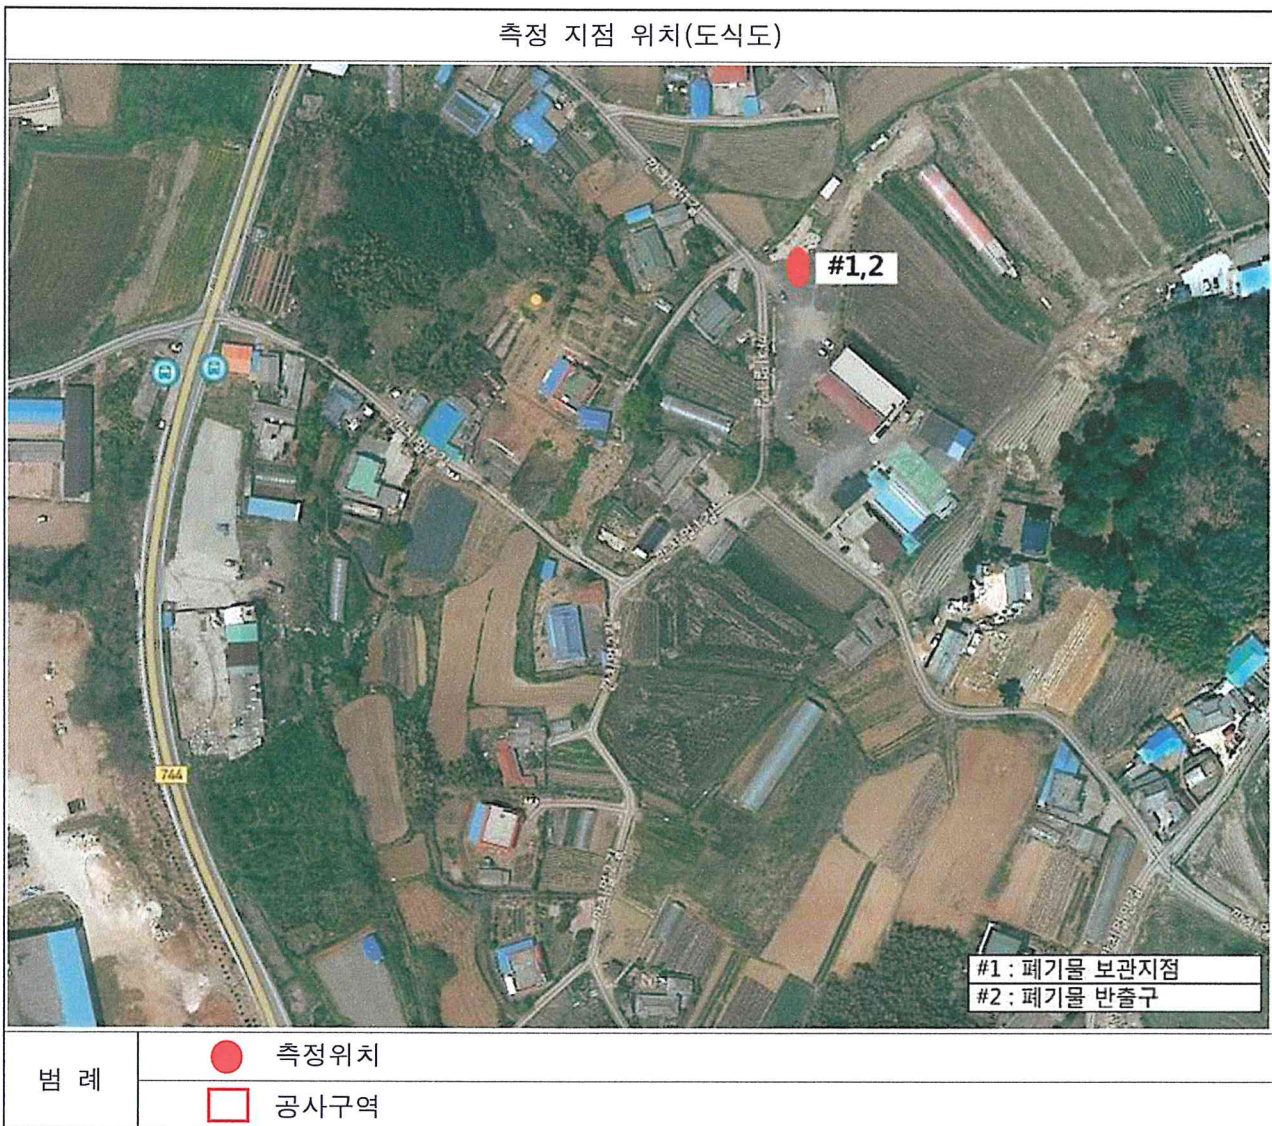 측정 지점 위치(도식도)
#1,2
744
#1 : 폐기물 보관지점
#2 : 폐기물 반출구
범 례
측정위치
공사구역